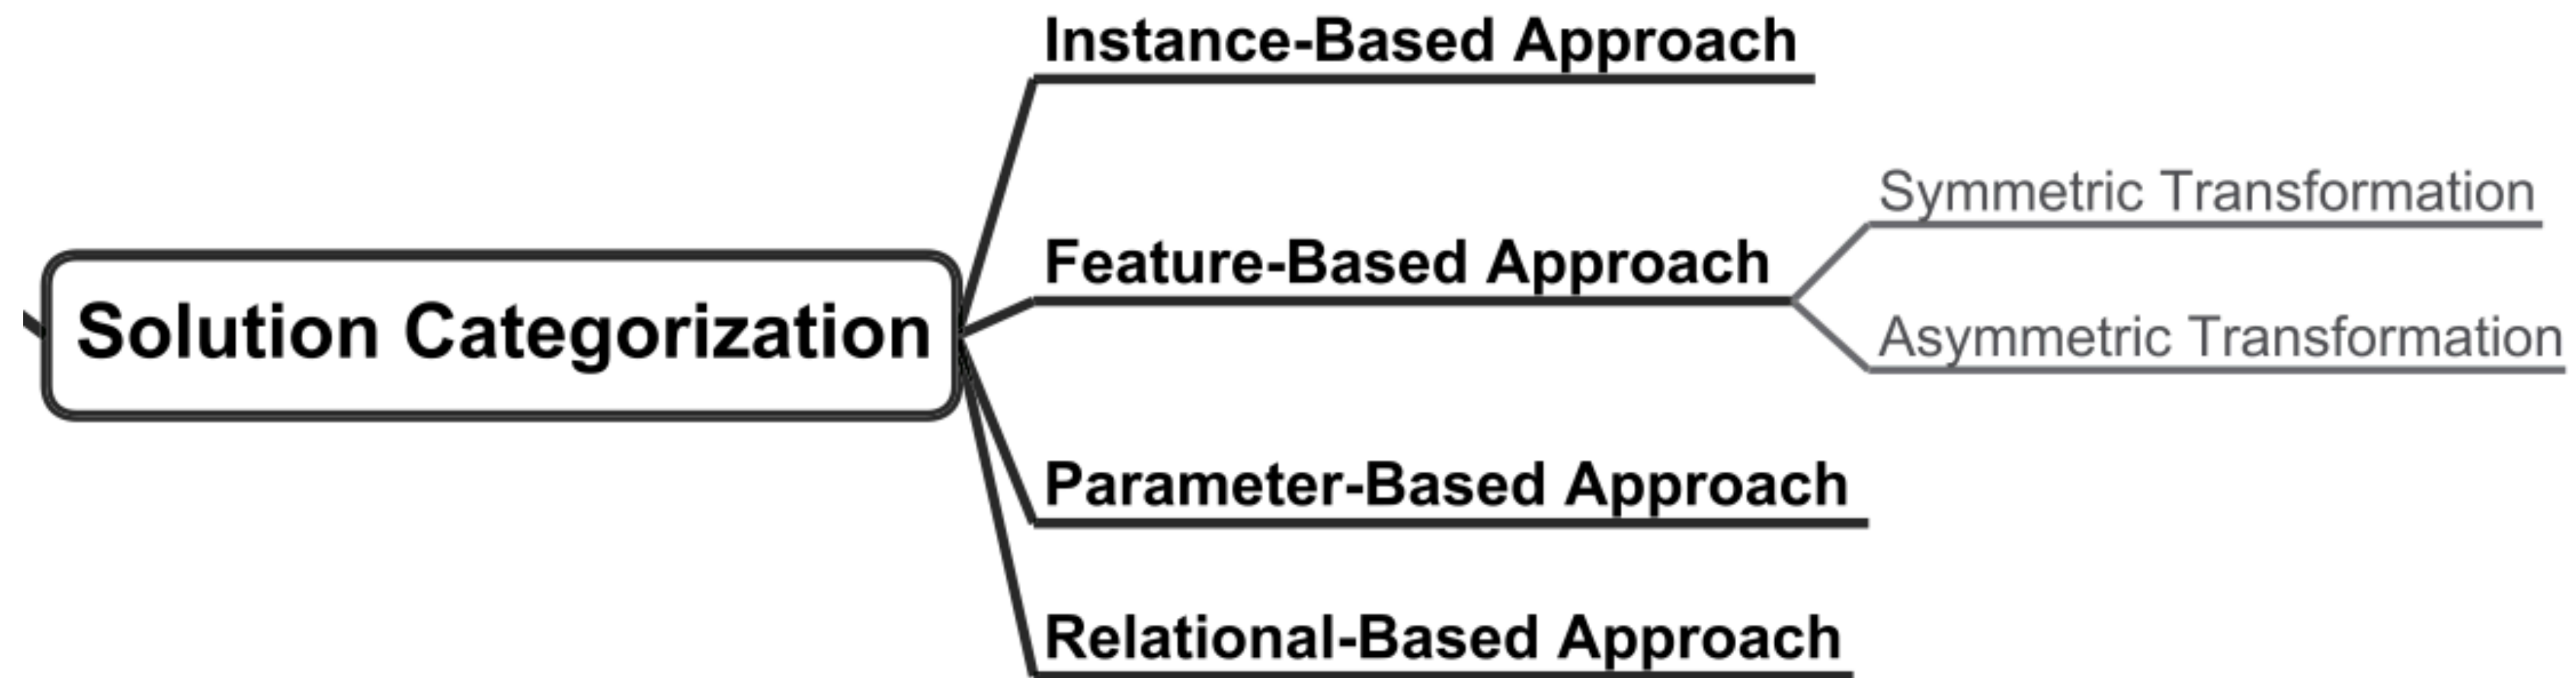 Instance-Based Approach
Symmetric Transformation
Feature-Based Approach
Solution Categorization
Asymmetric Transformation
Parameter-Based Approach
Relational-Based Approach